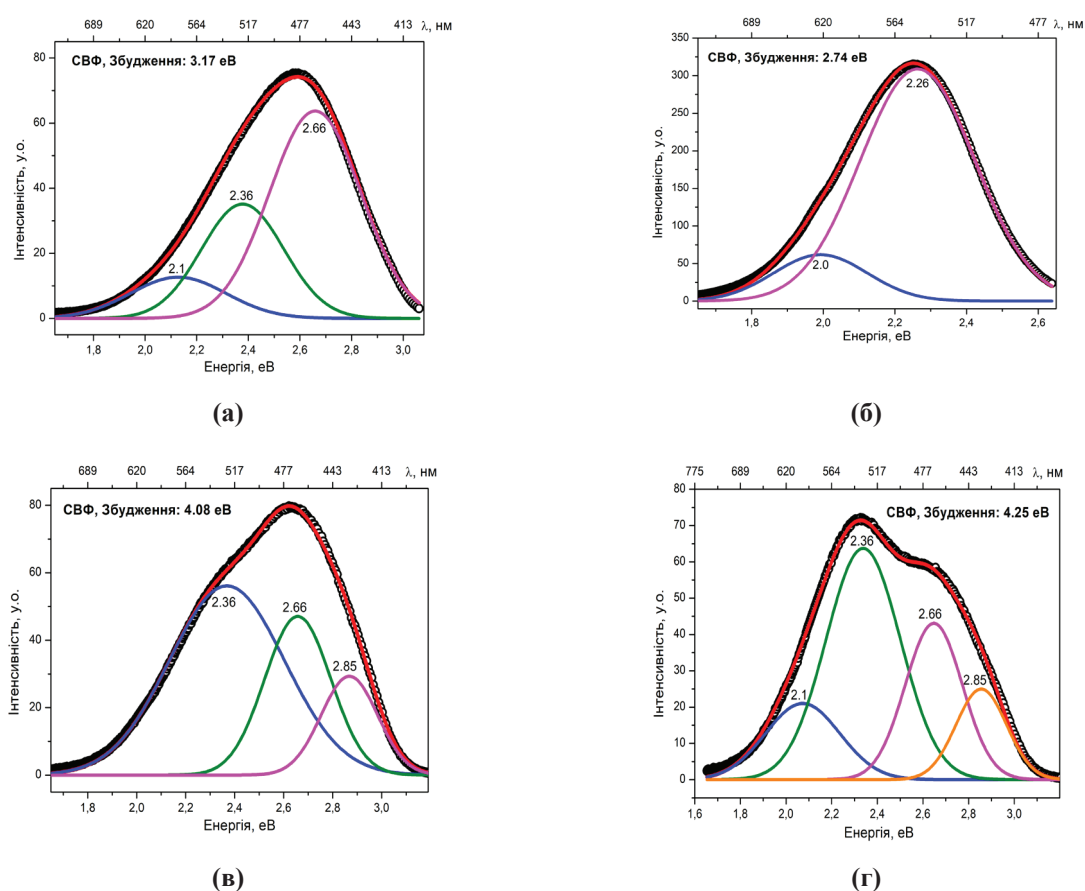 689 620 564 517 477 443 413 λ, нм
СВФ, Збудження: 3.17 еВ
Інтенсивність, у.о.
80
60
40
20
0
2.66
2.36
2.1
1,8 2,0 2,2 2,4 2,6 2,8 3,0
Енергія, еВ
(а)
689 620 564 517 477 λ, нм
СВФ, Збудження: 2.74 еВ
Інтенсивність, у.о.
350
300
250
200
150
100
50
0
2.26
2.0
1,8 2,0 2,2 2,4 2,6
Енергія, еВ
(б)
689 620 564 517 477 443 413 λ, нм
СВФ, Збудження: 4.08 еВ
Інтенсивність, у.о.
80
60
40
20
0
2.36
2.66
2.85
1,8 2,0 2,2 2,4 2,6 2,8 3,0
Енергія, еВ
(в)
775 689 620 564 517 477 443 413 λ, нм
СВФ, Збудження: 4.25 еВ
Інтенсивність, у.о.
80
70
60
50
40
30
20
10
0
2.36
2.66
2.1
2.85
1,6 1,8 2,0 2,2 2,4 2,6 2,8 3,0
Енергія, еВ
(г)